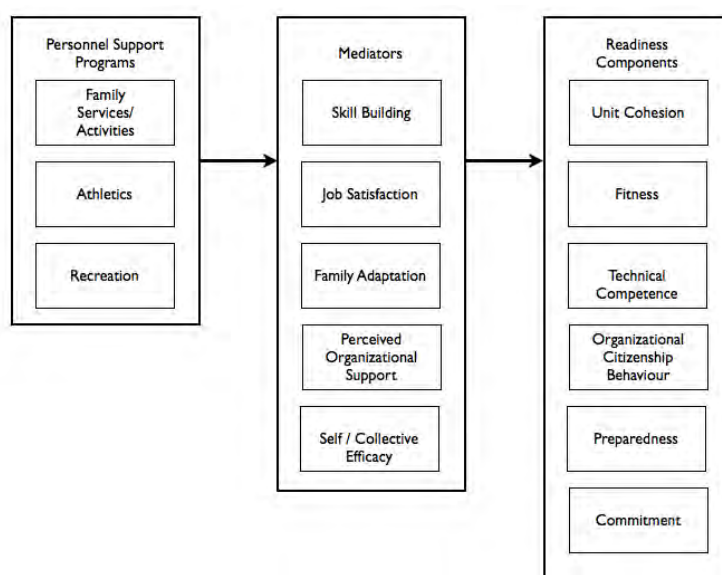 Personnel Support
Programs
Family
Services/
Activities
Athletics
Recreation
Mediators
Skill Building
Job Satisfaction
Family Adaptation
Perceived
Organizational
Support
Self / Collective
Efficacy
Readiness
Components
Unit Cohesion
Fitness
Technical
Competence
Organizational
Citizenship
Behaviour
Preparedness
Commitment